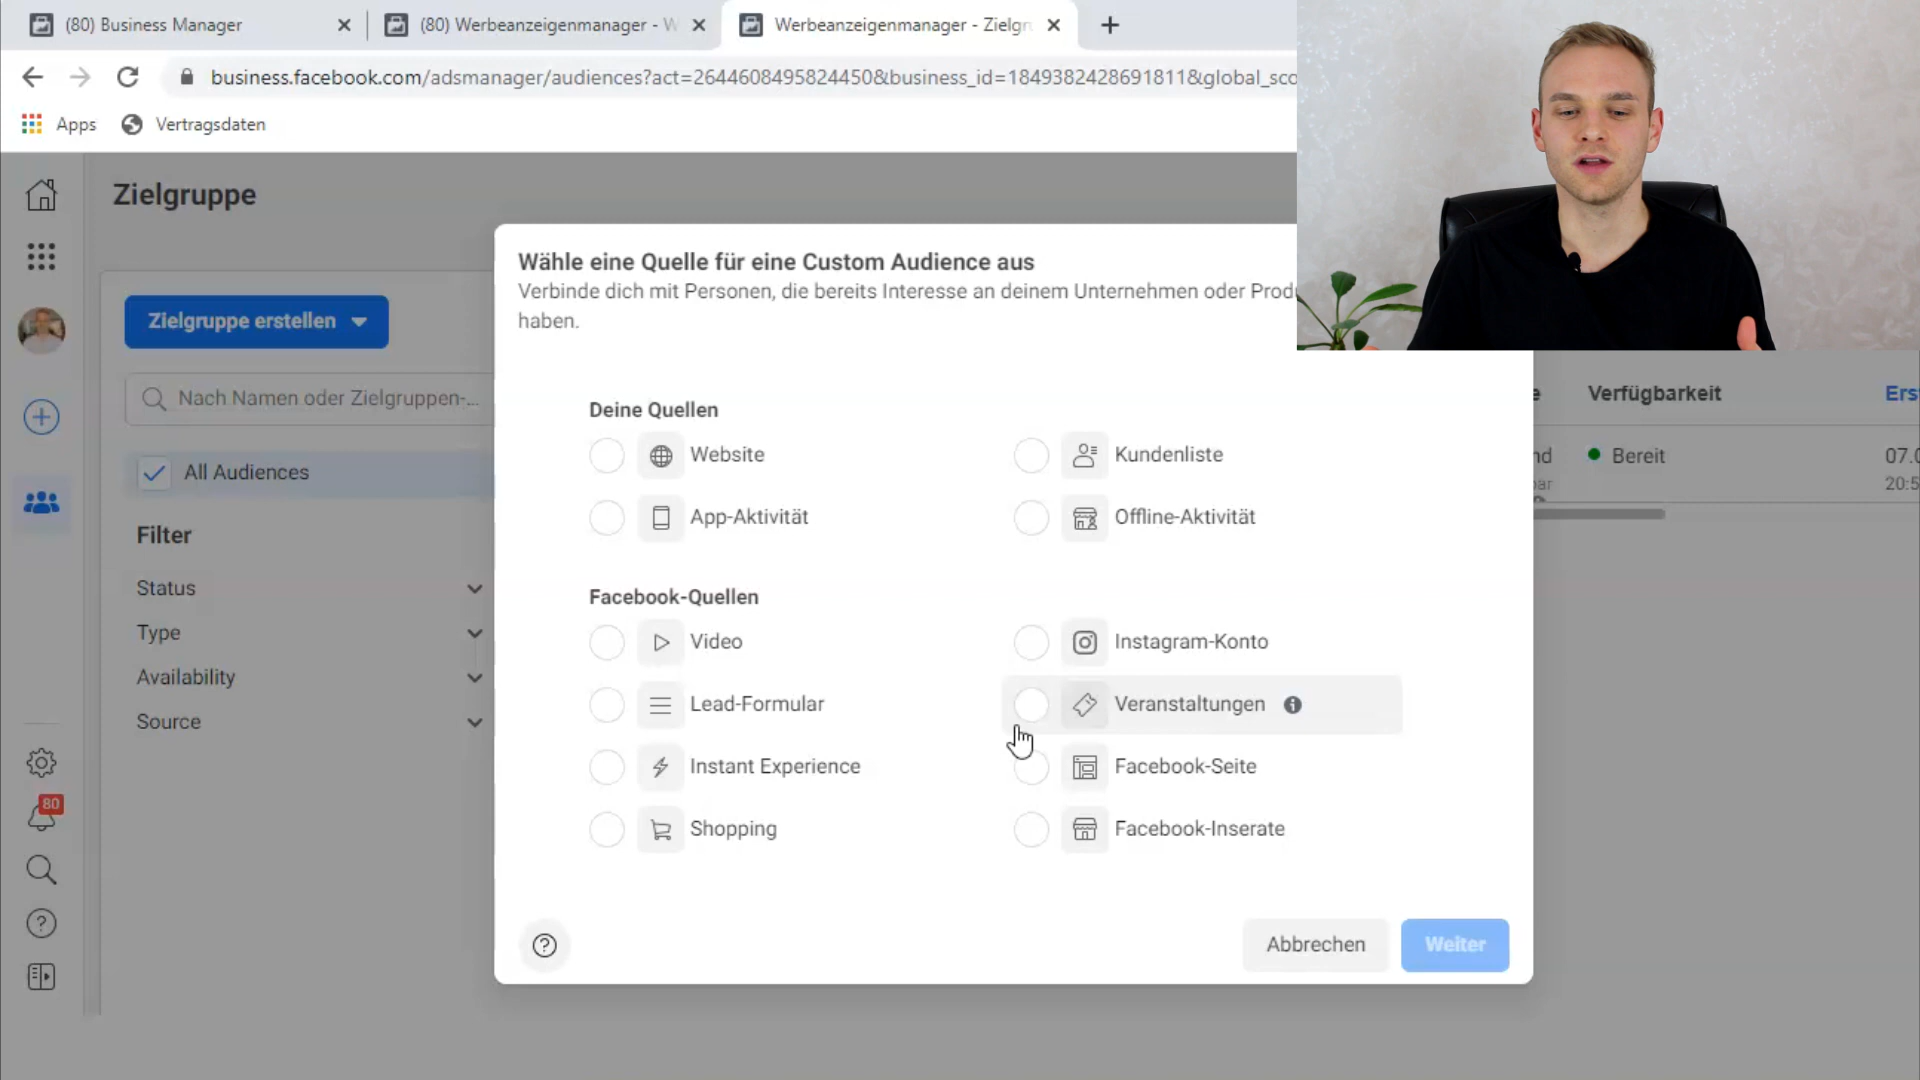 (80) Business Manager
(80) Werbeanzeigenmanager - W
Werbeanzeigenmanager - Zielgr
business.facebook.com/adsmanager/audiences?act=2644608495824450&business_id=1849382428691811&global_sco
Apps
Vertragsdaten
Zielgruppe
Zielgruppe erstellen
Nach Namen oder Zielgruppen-...
All Audiences
Filter
Status
Type
Availability
Source
80
Wähle eine Quelle für eine Custom Audience aus
Verbinde dich mit Personen, die bereits Interesse an deinem Unternehmen oder Produ
haben.
Deine Quellen
Website
Kundenliste
App-Aktivität
Offline-Aktivität
Facebook-Quellen
Video
Instagram-Konto
Lead-Formular
Veranstaltungen
Instant Experience
Facebook-Seite
Shopping
Facebook-Inserate
Abbrechen
Weiter
e
Verfügbarkeit
Ers
nd
Bereit
07.0
bar
20:5